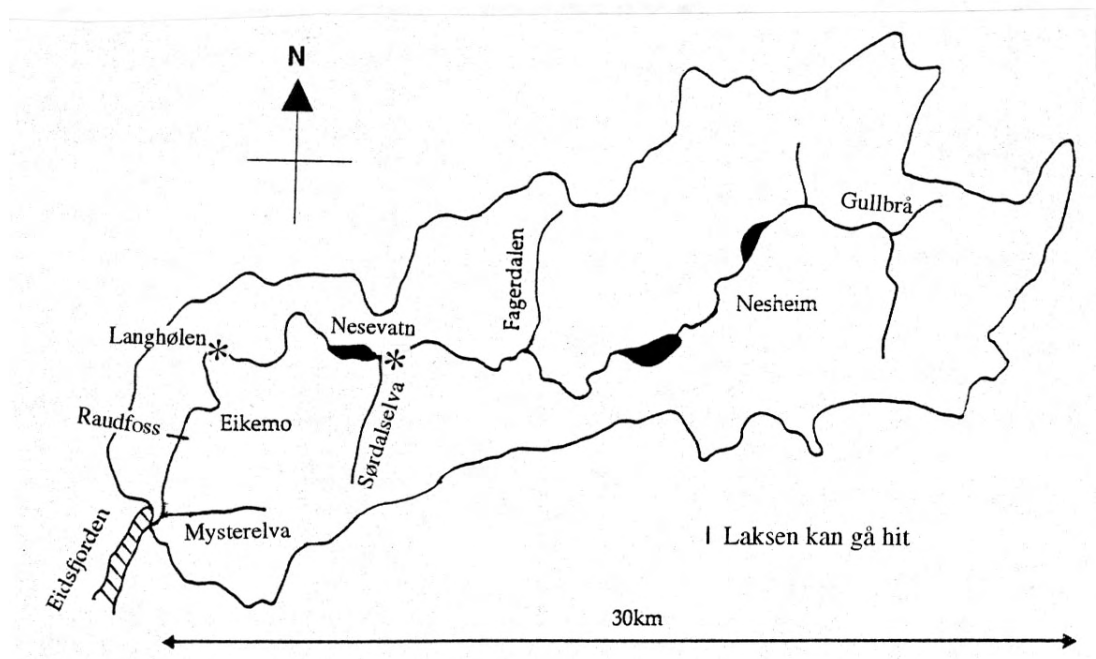 N
Gullbrå
Fagerdalen
Nesheim
Nesevatn
Langhølen
Sørdalselva
Raudfoss
Eikemo
Mysterelva
Eidsfjorden
I Laksen kan gå hit
30km